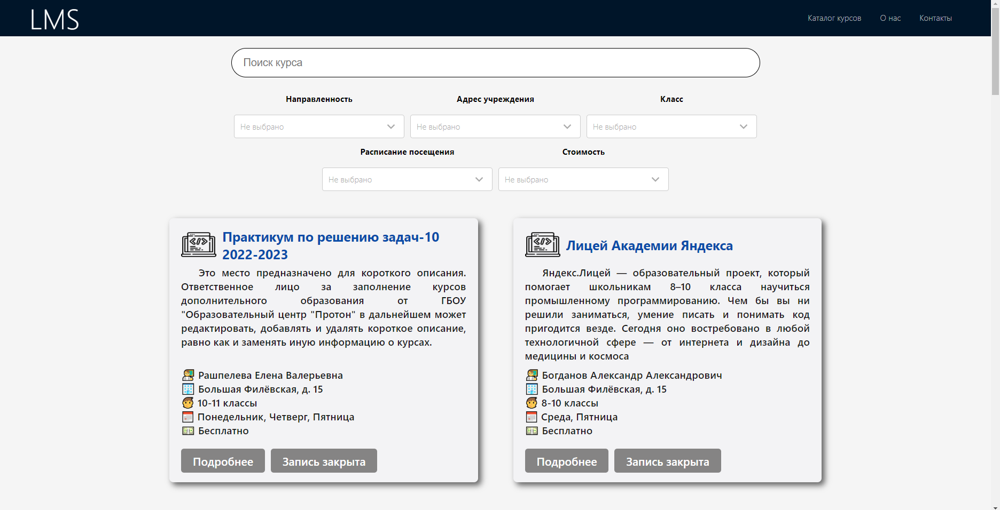 LMS
Каталог курсов
О нас
Контакты
Поиск курса
Направленность
Адрес учреждения
Класс
Не выбрано
Не выбрано
Не выбрано
Расписание посещения
Стоимость
Не выбрано
Не выбрано
Практикум по решению задач-10
2022-2023
Это место предназначено для короткого описания.
Ответственное лицо за заполнение курсов
дополнительного образования от ГБОУ
"Образовательный центр "Протон" в дальнейшем может
редактировать, добавлять и удалять короткое описание,
равно как и заменять иную информацию о курсах.
Рашпелева Елена Валерьевна
Большая Филёвская, д. 15
10-11 классы
Понедельник, Четверг, Пятница
Бесплатно
Подробнее
Запись закрыта
Лицей Академии Яндекса
Яндекс.Лицей — образовательный проект, который
помогает школьникам 8–10 класса научиться
промышленному программированию. Чем бы вы ни
решили заниматься, умение писать и понимать код
пригодится везде. Сегодня оно востребовано в любой
технологичной сфере — от интернета и дизайна до
медицины и космоса
Богданов Александр Александрович
Большая Филёвская, д. 15
8-10 классы
Среда, Пятница
Бесплатно
Подробнее
Запись закрыта